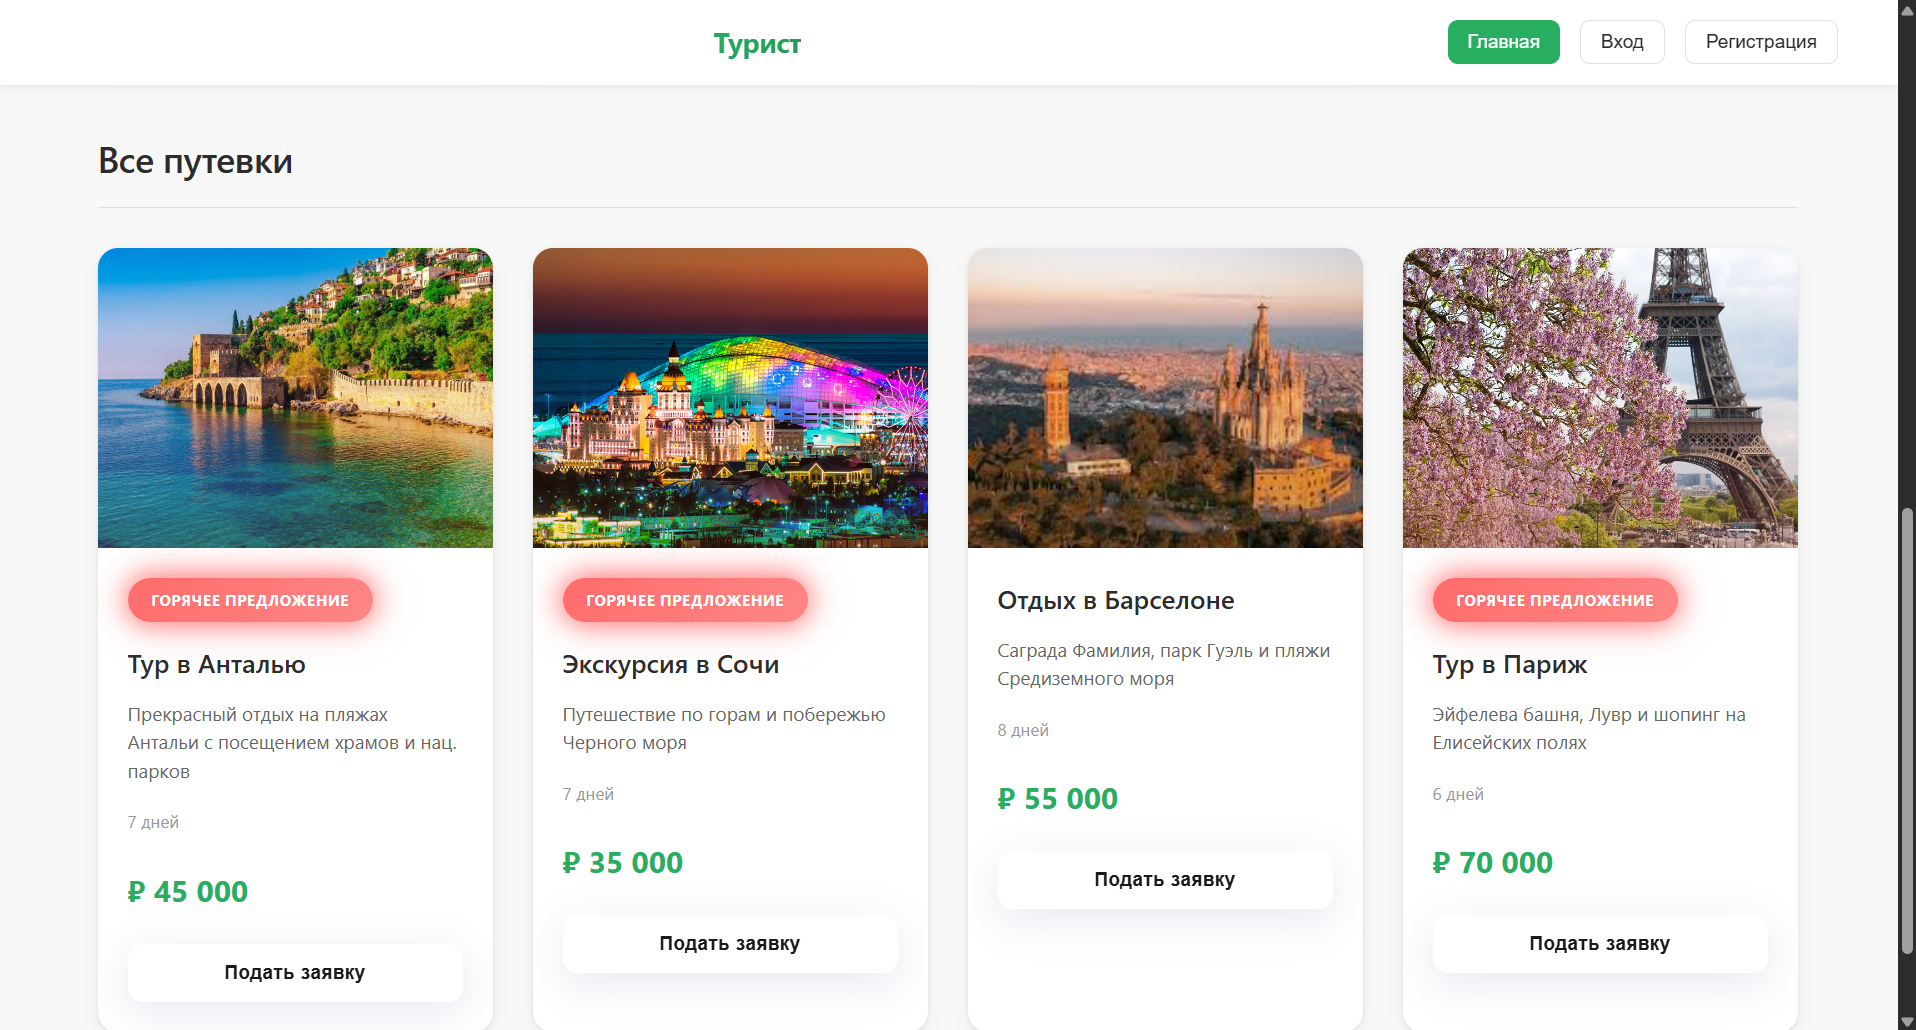 Турист
Главная
Вход
Регистрация
Все путевки
ГОРЯЧЕЕ ПРЕДЛОЖЕНИЕ
Тур в Анталью
Прекрасный отдых на пляжах
Антальи с посещением храмов и нац.
парков
7 дней
₽ 45 000
Подать заявку
ГОРЯЧЕЕ ПРЕДЛОЖЕНИЕ
Экскурсия в Сочи
Путешествие по горам и побережью
Черного моря
7 дней
₽ 35 000
Подать заявку
Отдых в Барселоне
Саграда Фамилия, парк Гуэль и пляжи
Средиземного моря
8 дней
₽ 55 000
Подать заявку
ГОРЯЧЕЕ ПРЕДЛОЖЕНИЕ
Тур в Париж
Эйфелева башня, Лувр и шопинг на
Елисейских полях
6 дней
₽ 70 000
Подать заявку